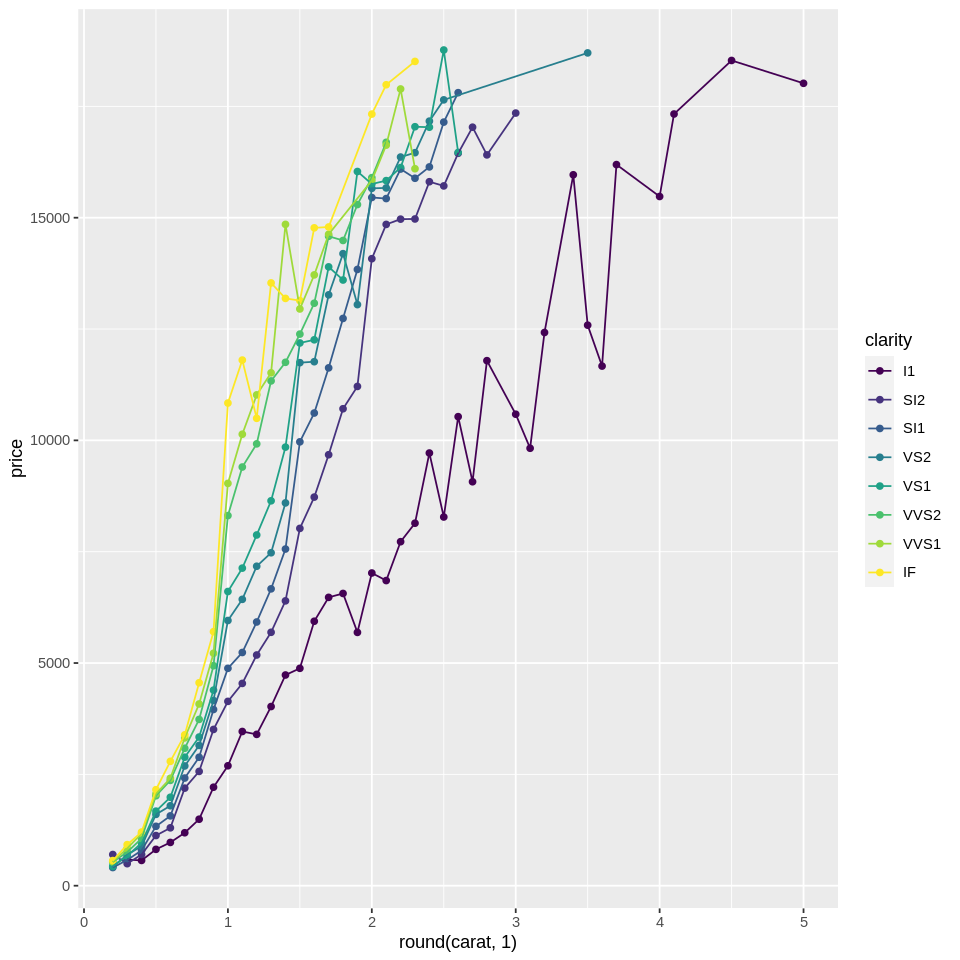 15000
10000
5000
0
price
0 1 2 3 4 5
round(carat, 1)
clarity
I1
SI2
SI1
VS2
VS1
VVS2
VVS1
IF